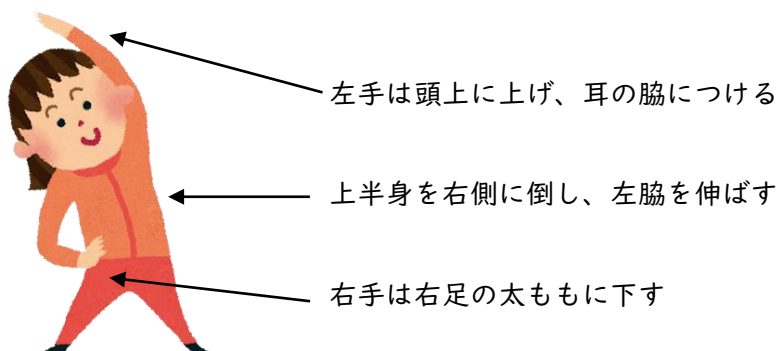 左手は頭上に上げ、耳の脇につける
上半身を右側に倒し、左脇を伸ばす
右手は右足の太ももに下す